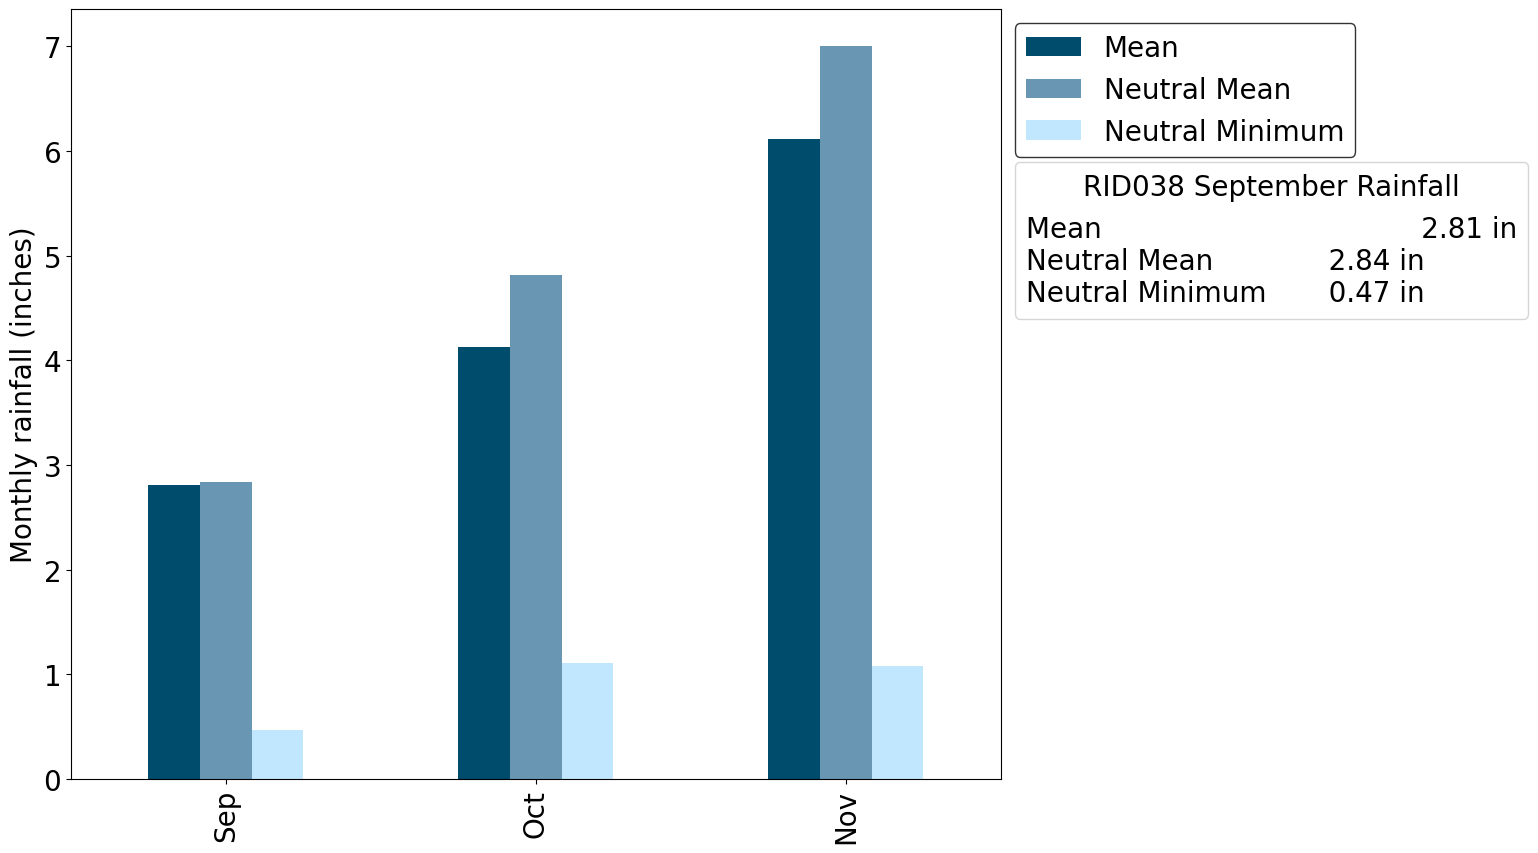 Monthly rainfall (inches)
7
6
5
4
3
2
1
0
Sep
Oct
Nov
Mean
Neutral Mean
Neutral Minimum
RID038 September Rainfall
Mean 2.81 in
Neutral Mean 2.84 in
Neutral Minimum 0.47 in